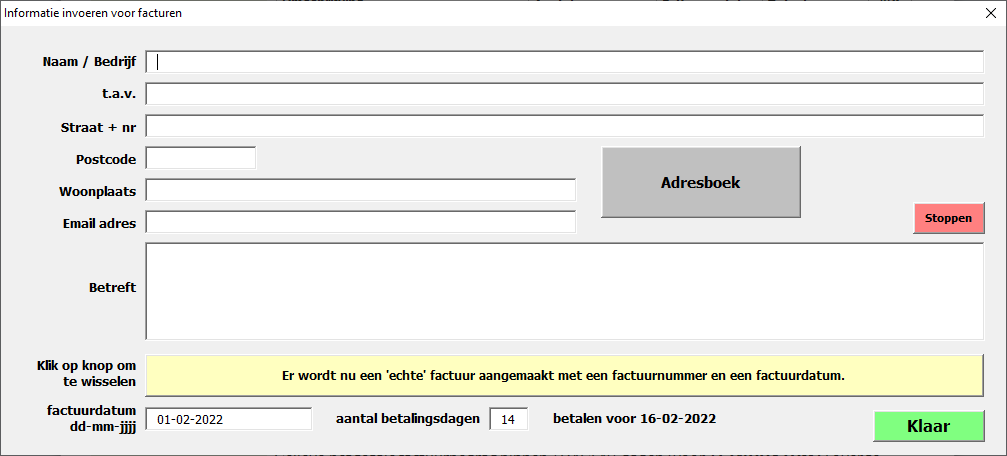 Informatie invoeren voor facturen
Naam / Bedrijf
t.a.v.
Straat + nr
Postcode
Adresboek
Woonplaats
Email adres
Stoppen
Betreft
Klik op knop om
te wisselen
Er wordt nu een 'echte' factuur aangemaakt met een factuurnummer en een factuurdatum.
factuurdatum
dd-mm-jjjj
01-02-2022
aantal betalingsdagen
14
betalen voor 16-02-2022
Klaar